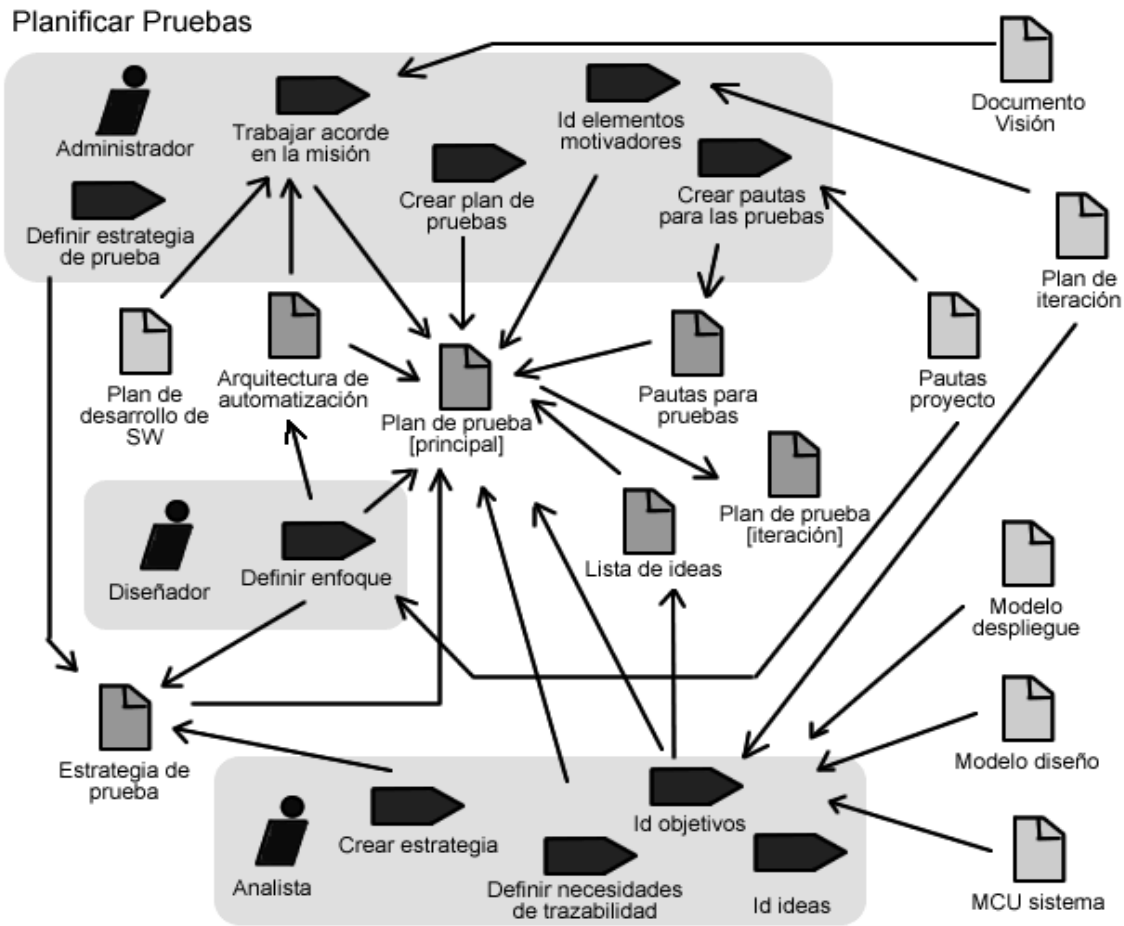 Planificar Pruebas
Documento
Visión
Administrador
Trabajar acorde
en la misión
Id elementos
motivadores
Crear plan de
pruebas
Crear pautas
para las pruebas
Definir estrategia
de prueba
Plan de
iteración
Plan de
desarrollo de
SW
Arquitectura de
automatización
Plan de prueba
[principal]
Pautas para
pruebas
Pautas
proyecto
Plan de prueba
[iteración]
Lista de ideas
Diseñador
Definir enfoque
Modelo
despliegue
Estrategia de
prueba
Modelo diseño
Analista
Crear estrategia
Definir necesidades
de trazabilidad
Id objetivos
Id ideas
MCU sistema